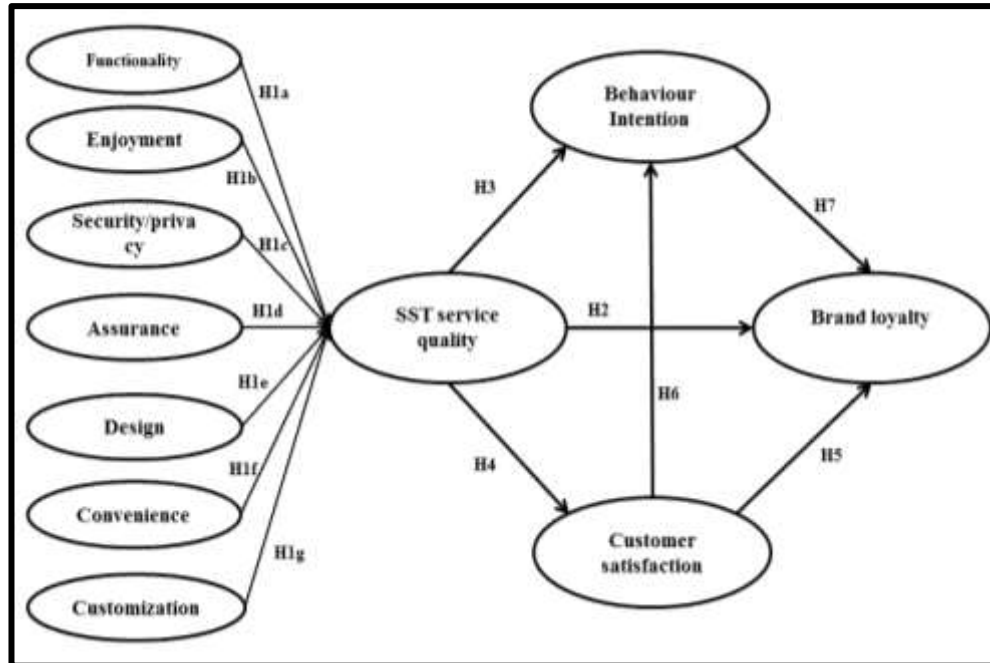 Functionality
H1a
Enjoyment
H1b
Security/priva
cy
H1c
Assurance
H1d
Design
H1e
Convenience
H1f
Customization
H1g
SST service
quality
Behaviour
Intention
H3
H7
H2
Brand loyalty
H6
H4
H5
Customer
satisfaction